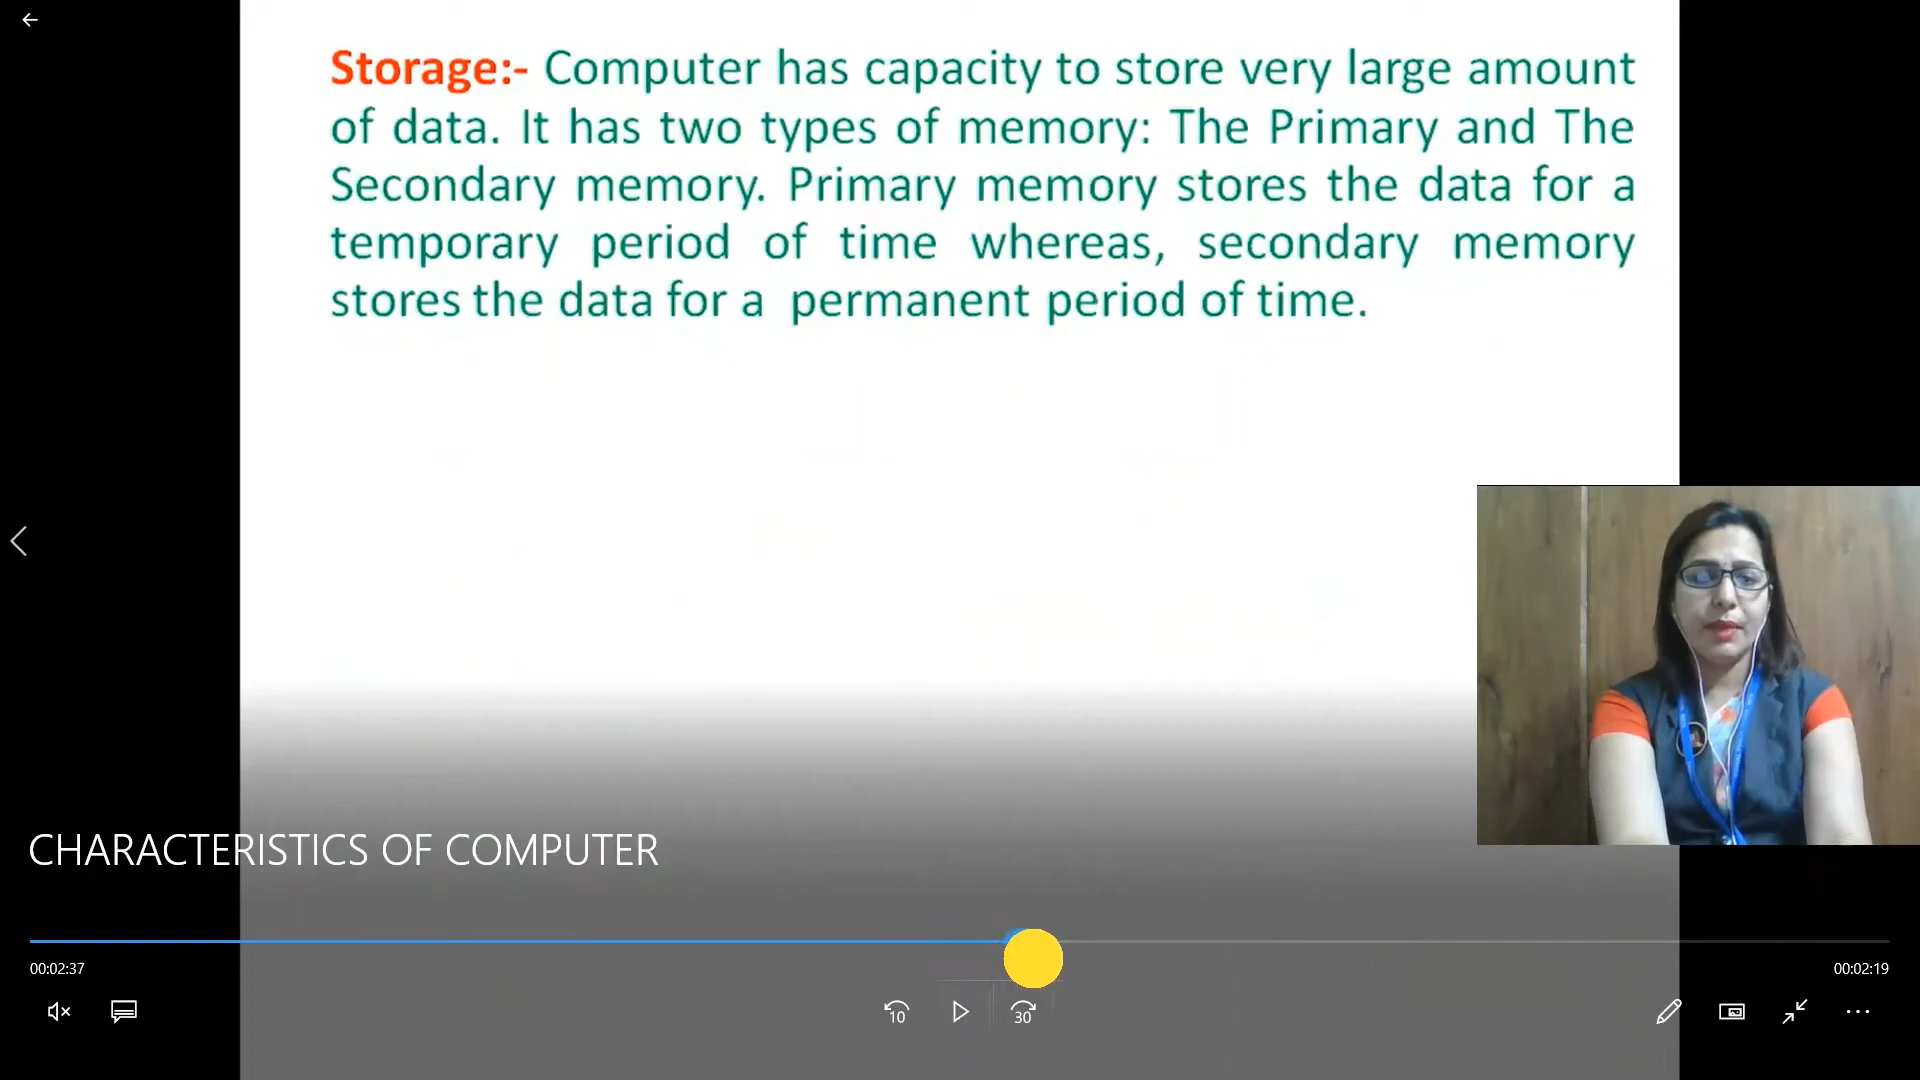 Storage:- Computer has capacity to store very large amount
of data. It has two types of memory: The Primary and The
Secondary memory. Primary memory stores the data for a
temporary period of time whereas, secondary memory
stores the data for a permanent period of time.
CHARACTERISTICS OF COMPUTER
00:02:37
00:02:19
10
30